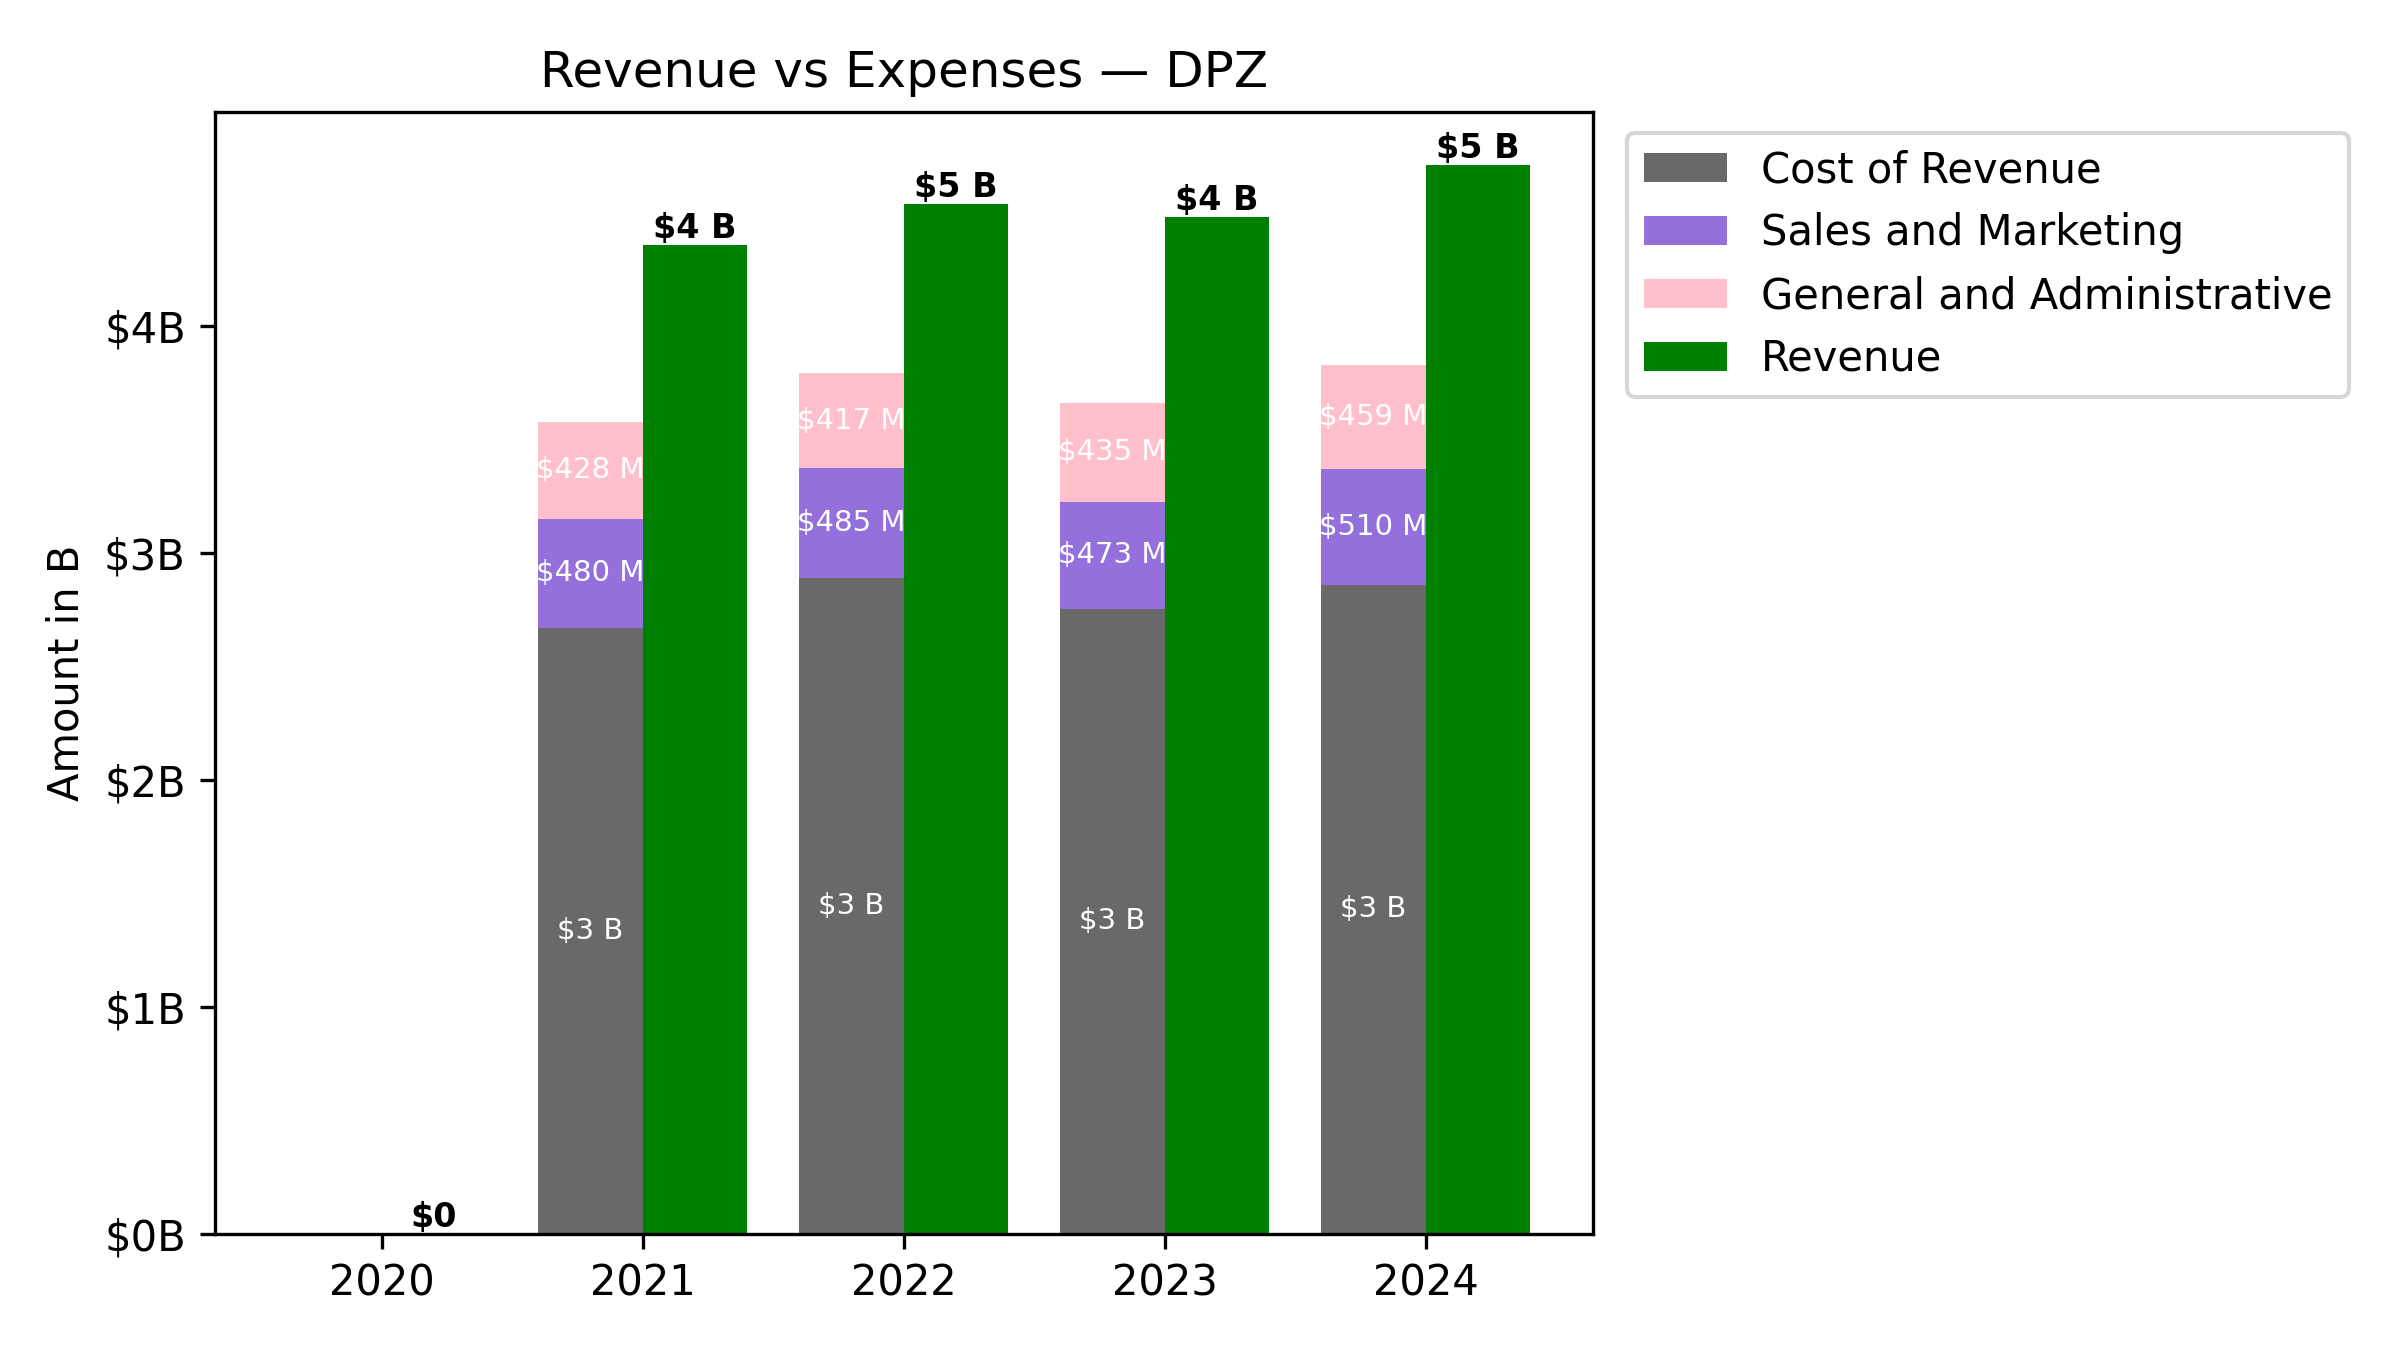 Revenue vs Expenses — DPZ
Amount in B
$4B
$3B
$2B
$1B
$0B
$0
$428 M
$480 M
$3 B
$4 B
$417 M
$485 M
$3 B
$5 B
$435 M
$473 M
$3 B
$4 B
$459 M
$510 M
$3 B
$5 B
2020 2021 2022 2023 2024
Cost of Revenue
Sales and Marketing
General and Administrative
Revenue